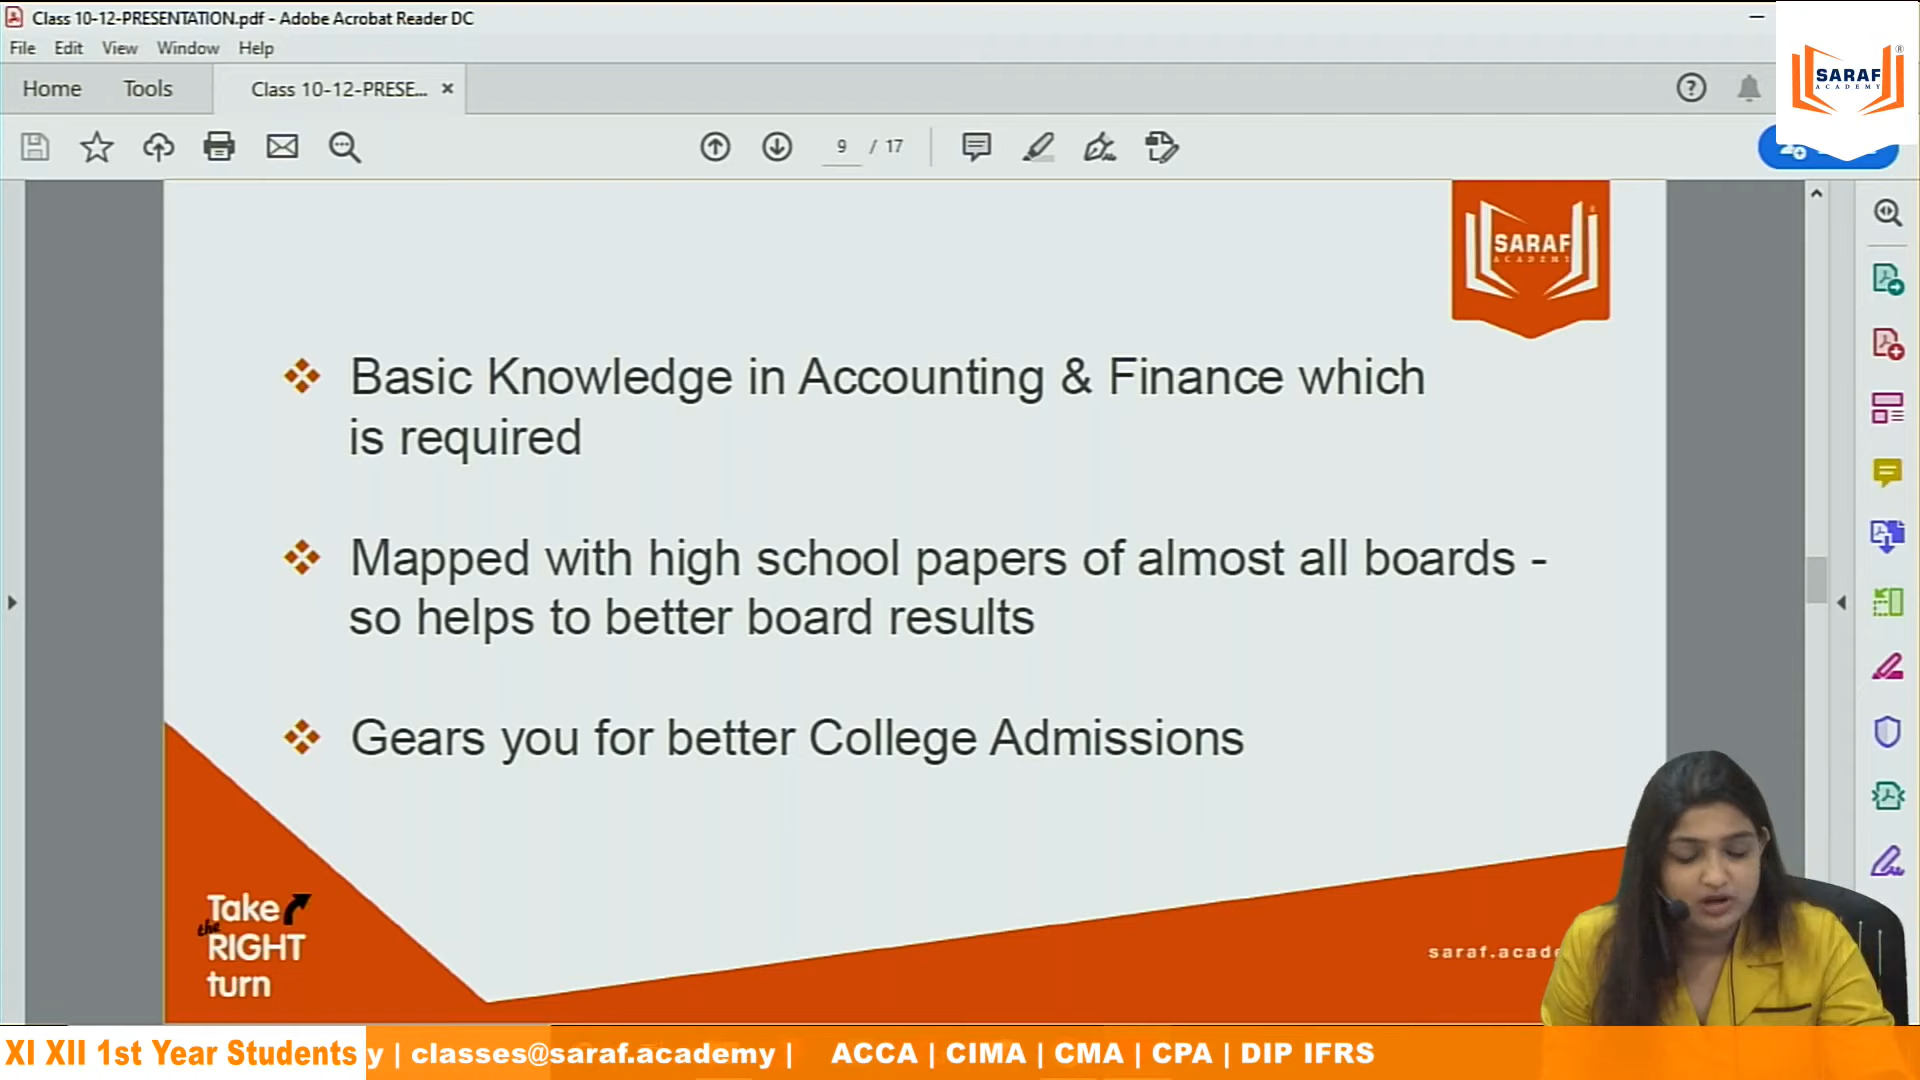 Class 10-12-PRESENTATION.pdf - Adobe Acrobat Reader DC
File Edit View Window Help
Home Tools Class 10-12-PRESE... ×
9 / 17
SARAF
ACADEMY
SARAF
ACADEMY
Basic Knowledge in Accounting & Finance which
is required
Mapped with high school papers of almost all boards -
so helps to better board results
Gears you for better College Admissions
Take
the
RIGHT
turn
saraf.acade
XI XII 1st Year Students y | classes@saraf.academy | ACCA | CIMA | CMA | CPA | DIP IFRS